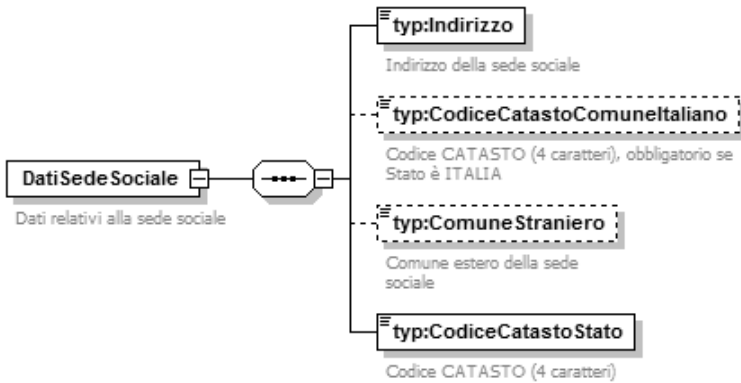 typ:Indirizzo
Indirizzo della sede sociale
typ:CodiceCatastoComuneItaliano
Codice CATASTO (4 caratteri), obbligatorio se
Stato è ITALIA
DatiSedeSociale
Dati relativi alla sede sociale
typ:ComuneStraniero
Comune estero della sede
sociale
typ:CodiceCatastoStato
Codice CATASTO (4 caratteri)